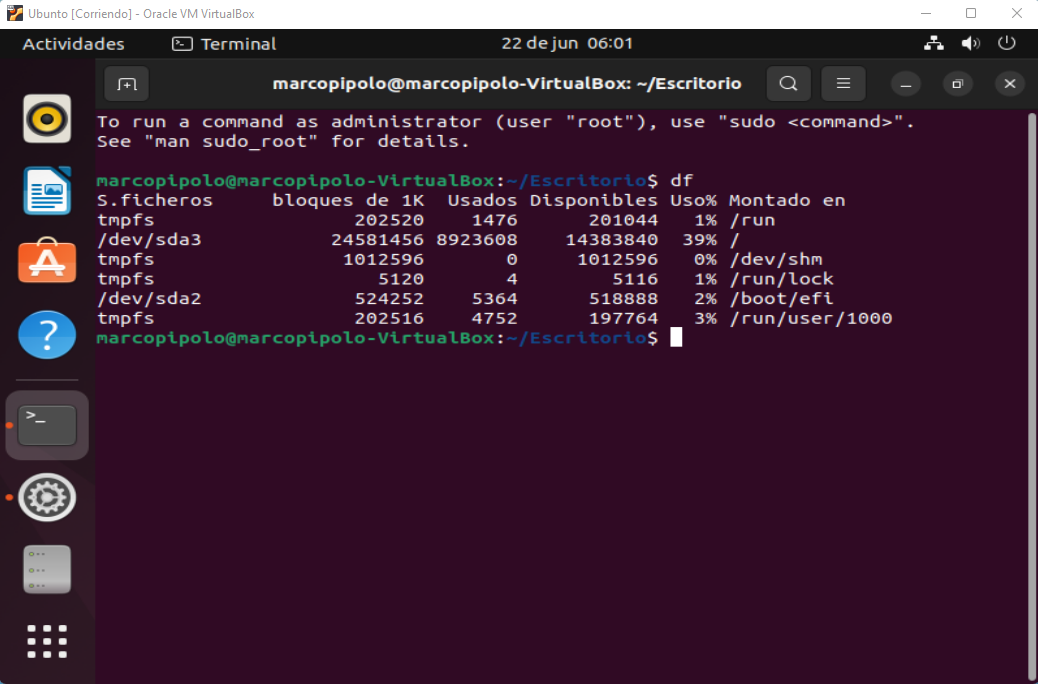 Ubunto [Corriendo] - Oracle VM VirtualBox
Actividades Terminal 22 de jun 06:01
marcopipolo@marcopipolo-VirtualBox: ~/Escritorio
To run a command as administrator (user "root"), use "sudo <command>".
See "man sudo_root" for details.
marcopipolo@marcopipolo-VirtualBox:~/Escritorio$ df
S.ficheros bloques de 1K Usados Disponibles Uso% Montado en
tmpfs 202520 1476 201044 1% /run
/dev/sda3 24581456 8923608 14383840 39% /
tmpfs 1012596 0 1012596 0% /dev/shm
tmpfs 5120 4 5116 1% /run/lock
/dev/sda2 524252 5364 518888 2% /boot/efi
tmpfs 202516 4752 197764 3% /run/user/1000
marcopipolo@marcopipolo-VirtualBox:~/Escritorio$